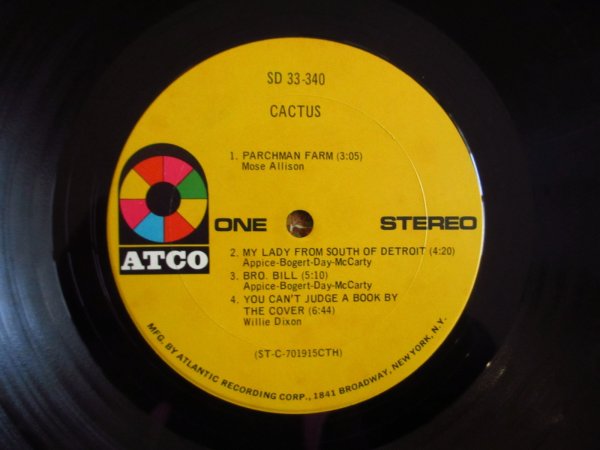 SD 33-340
CACTUS
1. PARCHMAN FARM (3:05)
Mose Allison
ATCO
ONE
STEREO
2. MY LADY FROM SOUTH OF DETROIT (4:20)
Appice-Bogert-Day-McCarty
3. BRO. BILL (5:10)
Appice-Bogert-Day-McCarty
4. YOU CAN'T JUDGE A BOOK BY
THE COVER (6:44)
Willie Dixon
(ST-C-701915CTH)
MFG. BY ATLANTIC RECORDING CORP., 1841 BROADWAY, NEW YORK, N.Y.